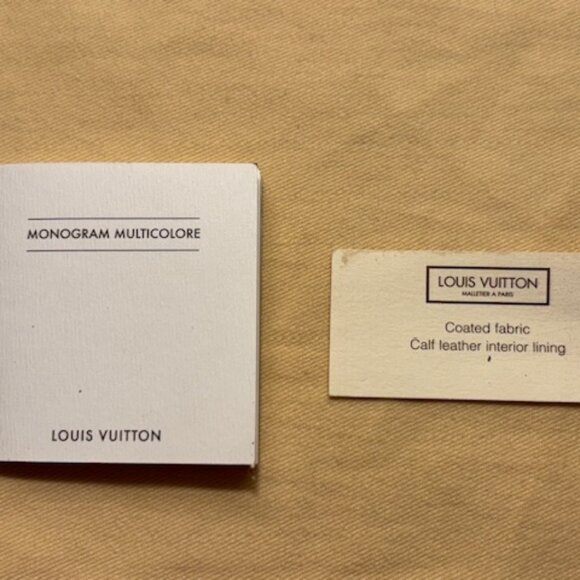 MONOGRAM MULTICOLORE
LOUIS VUITTON
LOUIS VUITTON
MALLETIER A PARIS
Coated fabric
Calf leather interior lining